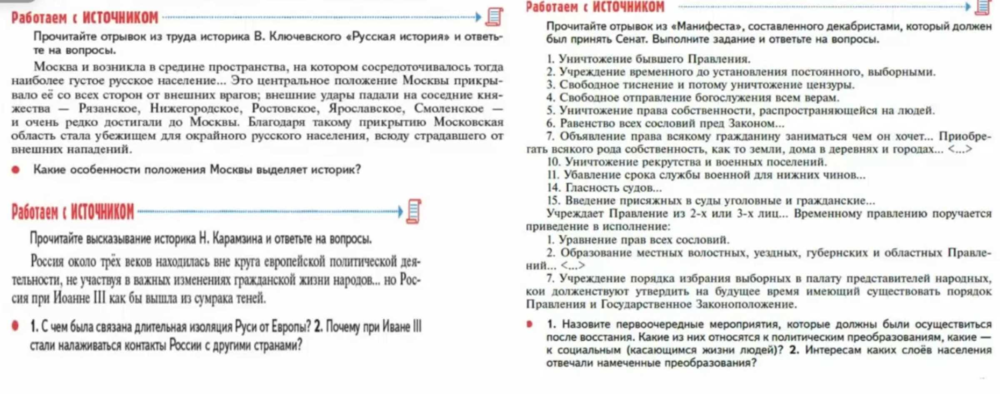 Работаем с ИСТОЧНИКОМ
Прочитайте отрывок из труда историка В. Ключевского «Русская история» и ответь-
те на вопросы.
Москва и возникла в средине пространства, на котором сосредоточивалось тогда
наиболее густое русское население... Это центральное положение Москвы прикры-
вало её со всех сторон от внешних врагов; внешние удары падали на соседние кня-
жества — Рязанское, Нижегородское, Ростовское, Ярославское, Смоленское —
и очень редко достигали до Москвы. Благодаря такому прикрытию Московская
область стала убежищем для окрайного русского населения, всюду страдавшего от
внешних нападений.
● Какие особенности положения Москвы выделяет историк?
Работаем с ИСТОЧНИКОМ
Прочитайте высказывание историка Н. Карамзина и ответьте на вопросы.
Россия около трёх веков находилась вне круга европейской политической дея-
тельности, не участвуя в важных изменениях гражданской жизни народов... но Рос-
сия при Иоанне III как бы вышла из сумрака теней.
● 1. С чем была связана длительная изоляция Руси от Европы? 2. Почему при Иване III
стали налаживаться контакты России с другими странами?
Работаем с ИСТОЧНИКОМ
Прочитайте отрывок из «Манифеста», составленного декабристами, который должен
был принять Сенат. Выполните задание и ответьте на вопросы.
1. Уничтожение бывшего Правления.
2. Учреждение временного до установления постоянного, выборными.
3. Свободное тиснение и потому уничтожение цензуры.
4. Свободное отправление богослужения всем верам.
5. Уничтожение права собственности, распространяющейся на людей.
6. Равенство всех сословий пред Законом...
7. Объявление права всякому гражданину заниматься чем он хочет... Приобре-
тать всякого рода собственность, как то земли, дома в деревнях и городах... <...>
10. Уничтожение рекрутства и военных поселений.
11. Убавление срока службы военной для нижних чинов...
14. Гласность судов...
15. Введение присяжных в суды уголовные и гражданские...
Учреждает Правление из 2-х или 3-х лиц... Временному правлению поручается
приведение в исполнение:
1. Уравнение прав всех сословий.
2. Образование местных волостных, уездных, губернских и областных Правле-
ний... <...>
7. Учреждение порядка избрания выборных в палату представителей народных,
кои долженствуют утвердить на будущее время имеющий существовать порядок
Правления и Государственное Законоположение.
● 1. Назовите первоочередные мероприятия, которые должны были осуществиться
после восстания. Какие из них относятся к политическим преобразованиям, какие —
к социальным (касающимся жизни людей)? 2. Интересам каких слоёв населения
отвечали намеченные преобразования?